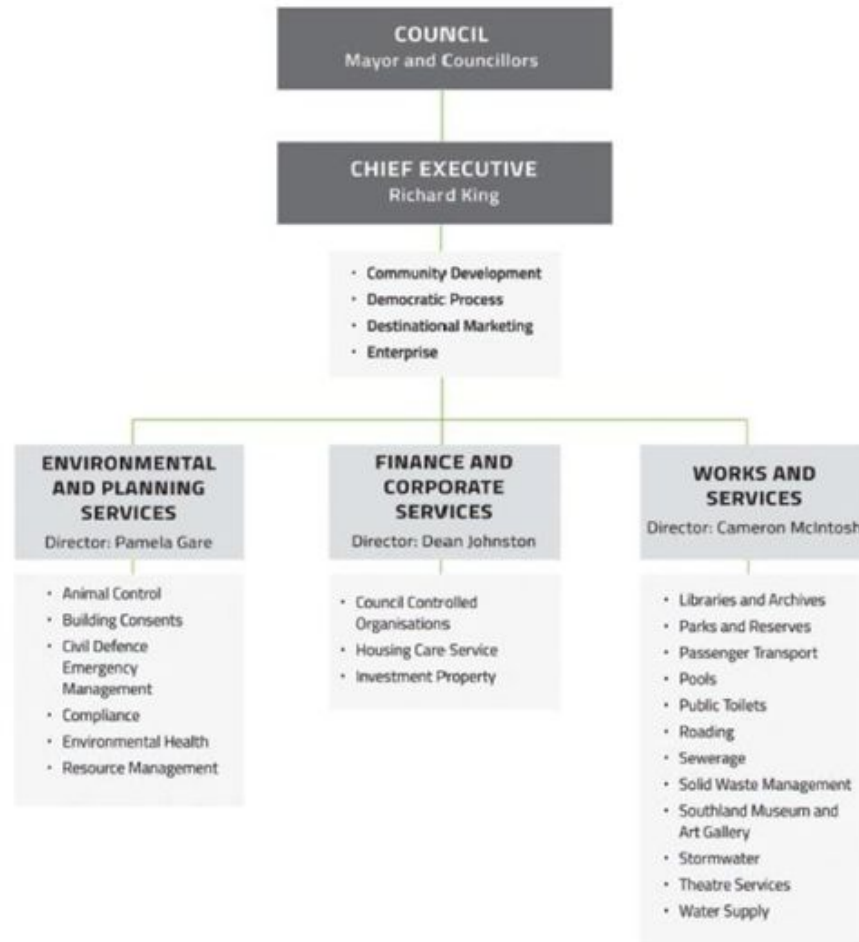 COUNCIL
Mayor and Councillors
CHIEF EXECUTIVE
Richard King
• Community Development
• Democratic Process
• Destinational Marketing
• Enterprise
ENVIRONMENTAL
AND PLANNING
SERVICES
Director: Pamela Gare
• Animal Control
• Building Consents
• Civil Defence
Emergency
Management
• Compliance
• Environmental Health
• Resource Management
FINANCE AND
CORPORATE
SERVICES
Director: Dean Johnston
• Council Controlled
Organisations
• Housing Care Service
• Investment Property
WORKS AND
SERVICES
Director: Cameron McIntosh
• Libraries and Archives
• Parks and Reserves
• Passenger Transport
• Pools
• Public Toilets
• Roading
• Sewerage
• Solid Waste Management
• Southland Museum and
Art Gallery
• Stormwater
• Theatre Services
• Water Supply